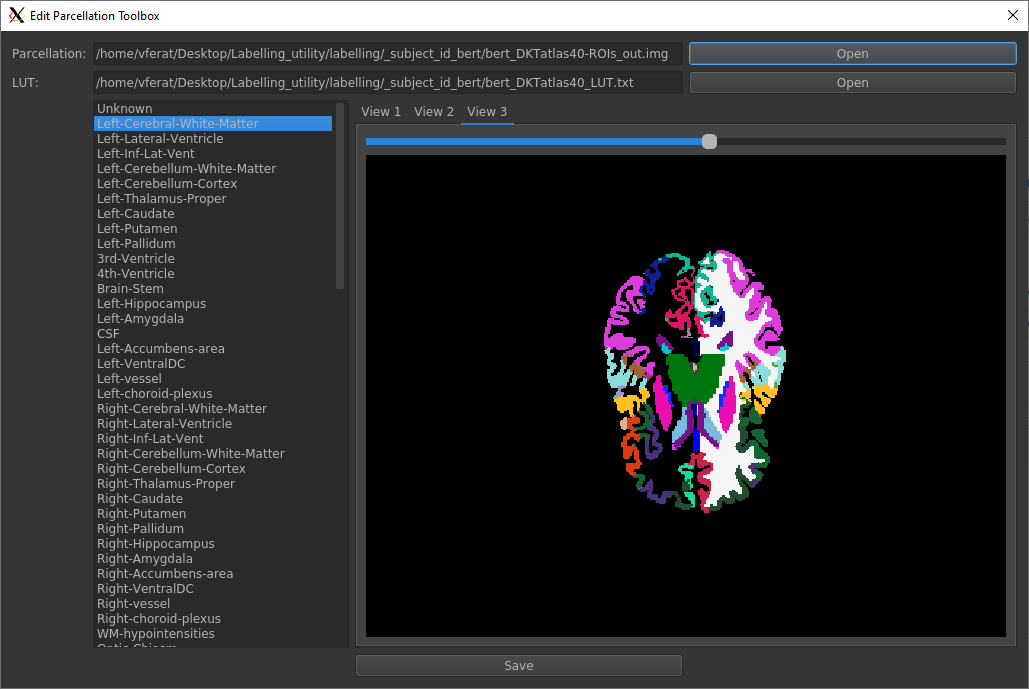 Edit Parcellation Toolbox
Parcellation: /home/vferat/Desktop/Labelling_utility/labelling/_subject_id_bert/bert_DKTatlas40-ROIs_out.img Open
LUT: /home/vferat/Desktop/Labelling_utility/labelling/_subject_id_bert/bert_DKTatlas40_LUT.txt Open
View 1 View 2 View 3
Unknown
Left-Cerebral-White-Matter
Left-Lateral-Ventricle
Left-Inf-Lat-Vent
Left-Cerebellum-White-Matter
Left-Cerebellum-Cortex
Left-Thalamus-Proper
Left-Caudate
Left-Putamen
Left-Pallidum
3rd-Ventricle
4th-Ventricle
Brain-Stem
Left-Hippocampus
Left-Amygdala
CSF
Left-Accumbens-area
Left-VentralDC
Left-vessel
Left-choroid-plexus
Right-Cerebral-White-Matter
Right-Lateral-Ventricle
Right-Inf-Lat-Vent
Right-Cerebellum-White-Matter
Right-Cerebellum-Cortex
Right-Thalamus-Proper
Right-Caudate
Right-Putamen
Right-Pallidum
Right-Hippocampus
Right-Amygdala
Right-Accumbens-area
Right-VentralDC
Right-vessel
Right-choroid-plexus
WM-hypointensities
Save